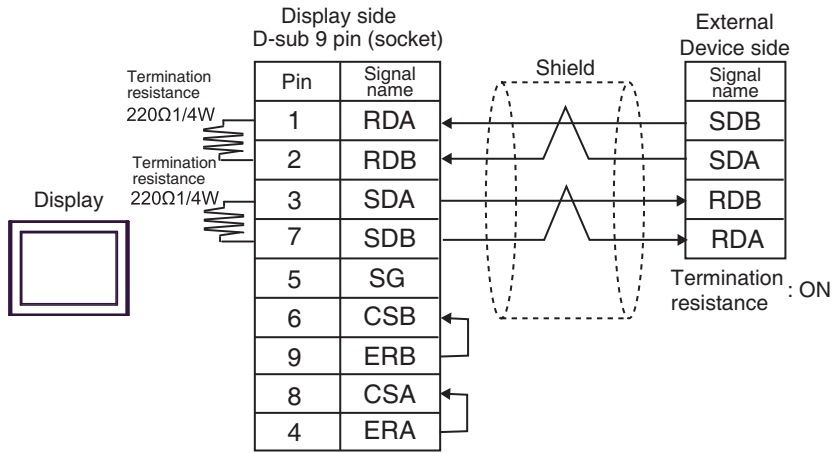 Display side
D-sub 9 pin (socket)
External
Device side
Shield
Termination
resistance
220Ω1/4W
Termination
resistance
220Ω1/4W
Display
Pin Signal name
1 RDA
2 RDB
3 SDA
7 SDB
5 SG
6 CSB
9 ERB
8 CSA
4 ERA
Signal
name
SDB
SDA
RDB
RDA
Termination
resistance : ON